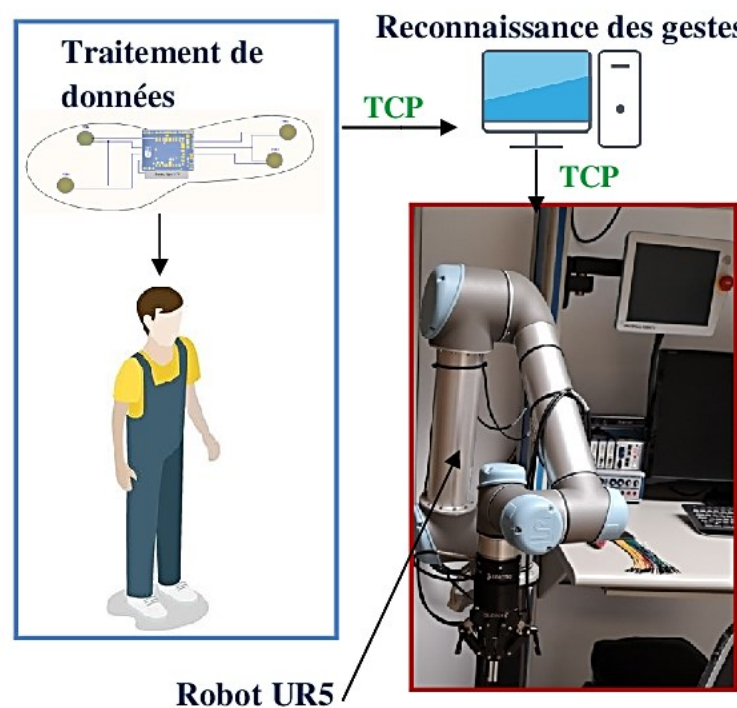 Reconnaissance des gestes
Traitement de
données
TCP
TCP
Robot UR5